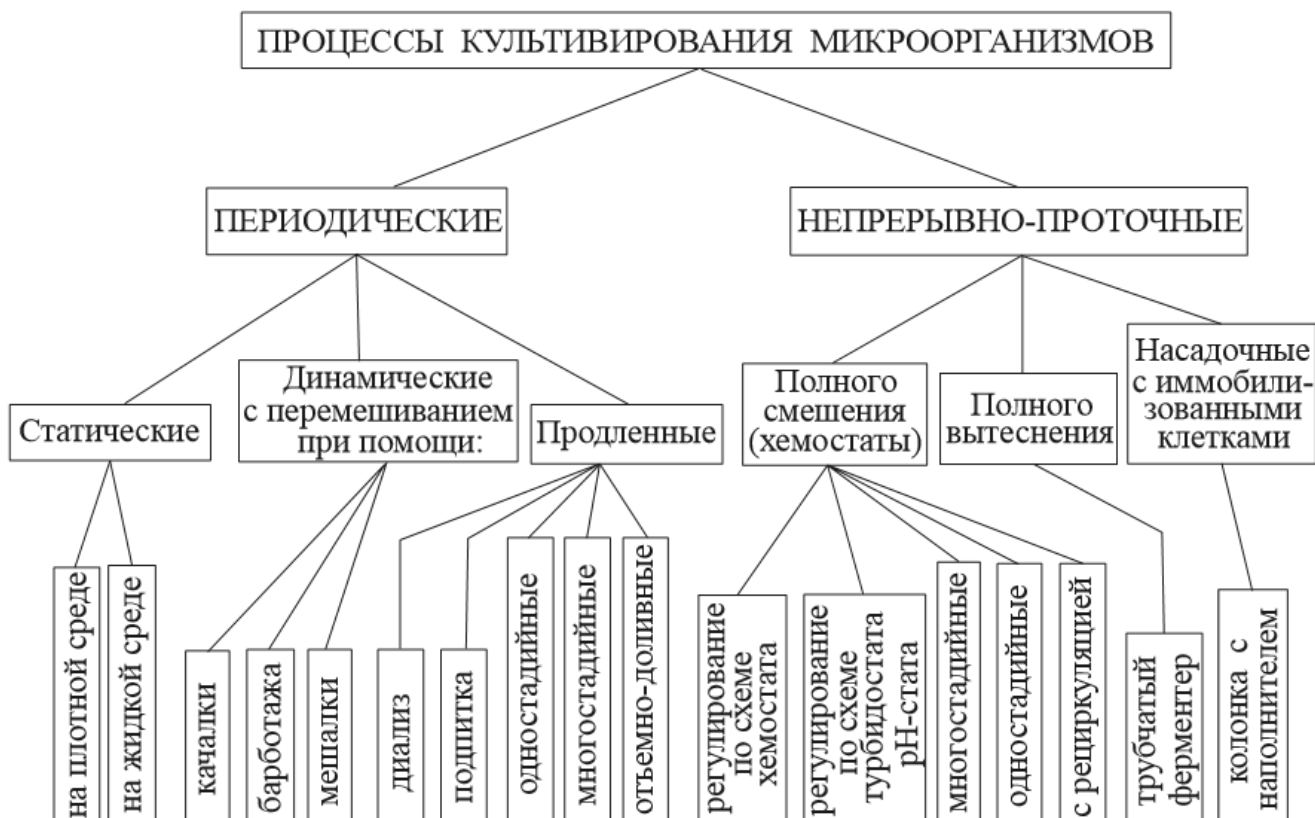 ПРОЦЕССЫ КУЛЬТИВИРОВАНИЯ МИКРООРГАНИЗМОВ
ПЕРИОДИЧЕСКИЕ
НЕПРЕРЫВНО-ПРОТОЧНЫЕ
Статические
Динамические
с перемешиванием
при помощи:
Продленные
Полного
смешения
(хемостаты)
Полного
вытеснения
Насадочные
с иммобили-
зованными
клетками
на плотной среде
на жидкой среде
качалки
барботажа
мешалки
диализ
подпитка
одностадийные
многостадийные
отъемно-доливные
регулирование
по схеме
хемостата
регулирование
по схеме
турбидостата
pH-стата
многостадийные
одностадийные
с рециркуляцией
трубчатый
ферментер
колонка с
наполнителем